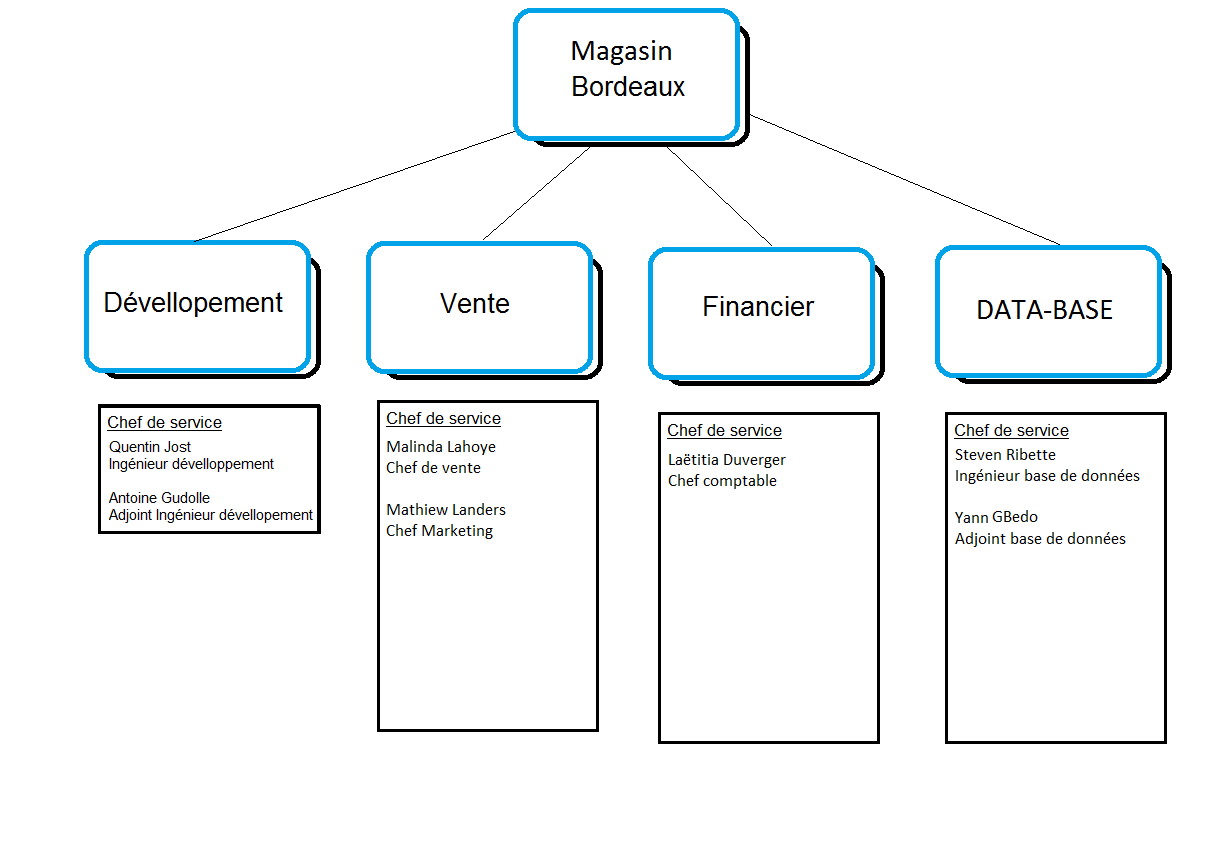 Magasin
Bordeaux
Dévellopement
Vente
Financier
DATA-BASE
Chef de service
Quentin Jost
Ingénieur dévelloppement
Antoine Gudolle
Adjoint Ingénieur dévellopement
Chef de service
Malinda Lahoye
Chef de vente
Mathiew Landers
Chef Marketing
Chef de service
Laëtitia Duverger
Chef comptable
Chef de service
Steven Ribette
Ingénieur base de données
Yann GBedo
Adjoint base de données